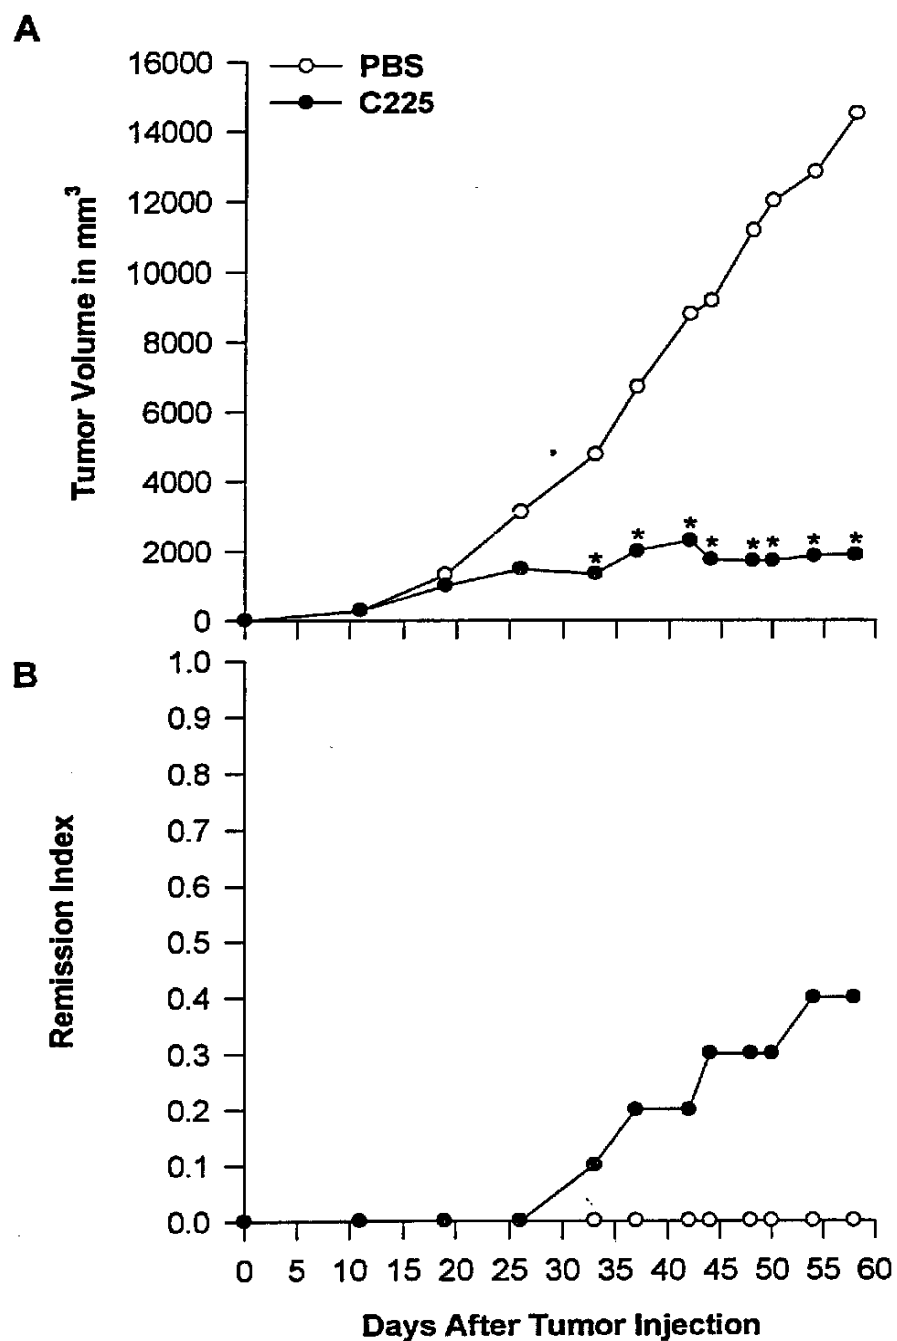 A
PBS
C225
16000
14000
12000
10000
8000
6000
4000
2000
0
Tumor Volume in mm³
* * * * * * * *
B
1.0
0.9
0.8
0.7
0.6
0.5
0.4
0.3
0.2
0.1
0.0
Remission Index
0 5 10 15 20 25 30 35 40 45 50 55 60
Days After Tumor Injection